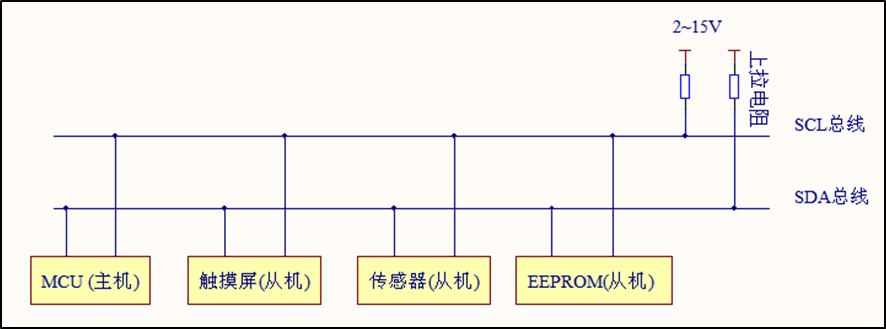 2~15V
上拉电阻
SCL总线
SDA总线
MCU (主机)
触摸屏(从机)
传感器(从机)
EEPROM(从机)